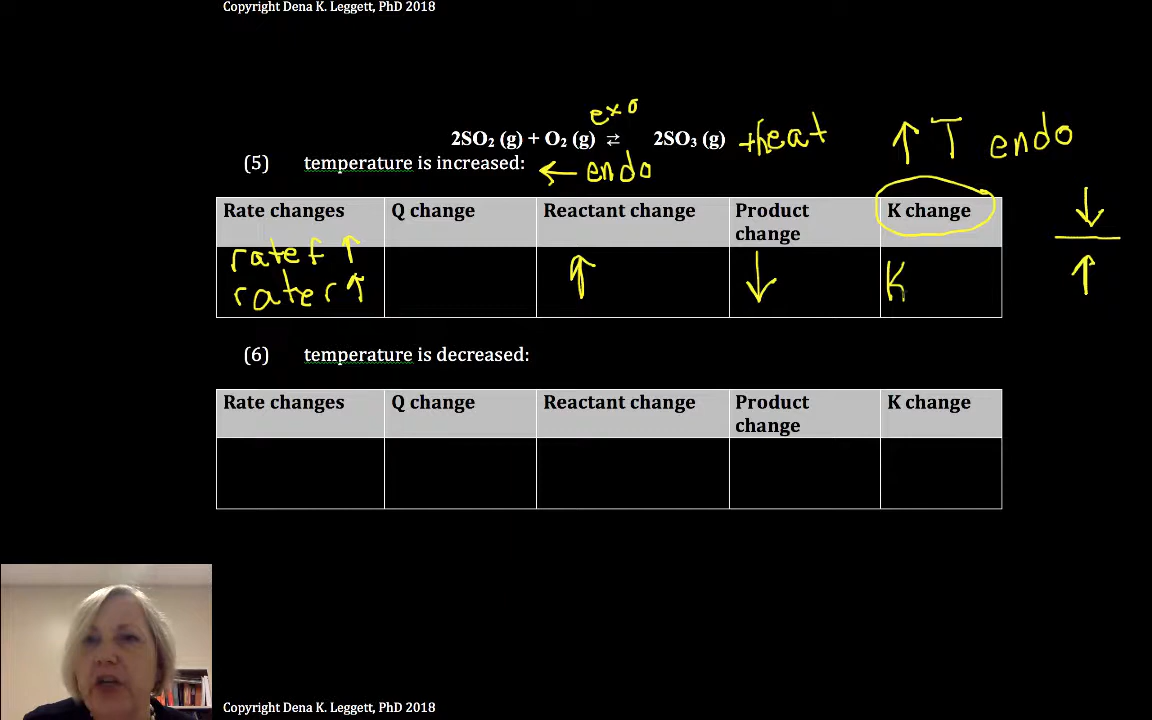 Copyright Dena K. Leggett, PhD 2018
exo
2SO₂ (g) + O₂ (g) ⇄ 2SO₃ (g) +heat ↑ T endo
(5) temperature is increased: ← endo
Rate changes Q change Reactant change Product change K change ↓
rate f ↑
rate r ↑ ↑ ↓ K ↑
(6) temperature is decreased:
Rate changes Q change Reactant change Product change K change
Copyright Dena K. Leggett, PhD 2018